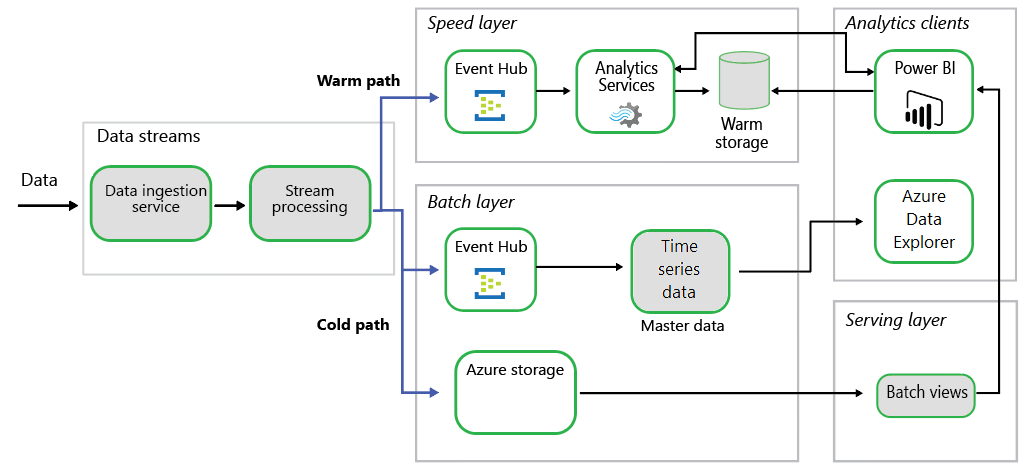 Speed layer
Analytics clients
Warm path
Event Hub
Analytics
Services
Warm
storage
Power BI
Data streams
Data
Data ingestion
service
Stream
processing
Batch layer
Event Hub
Time
series
data
Master data
Azure
Data
Explorer
Cold path
Azure storage
Serving layer
Batch views